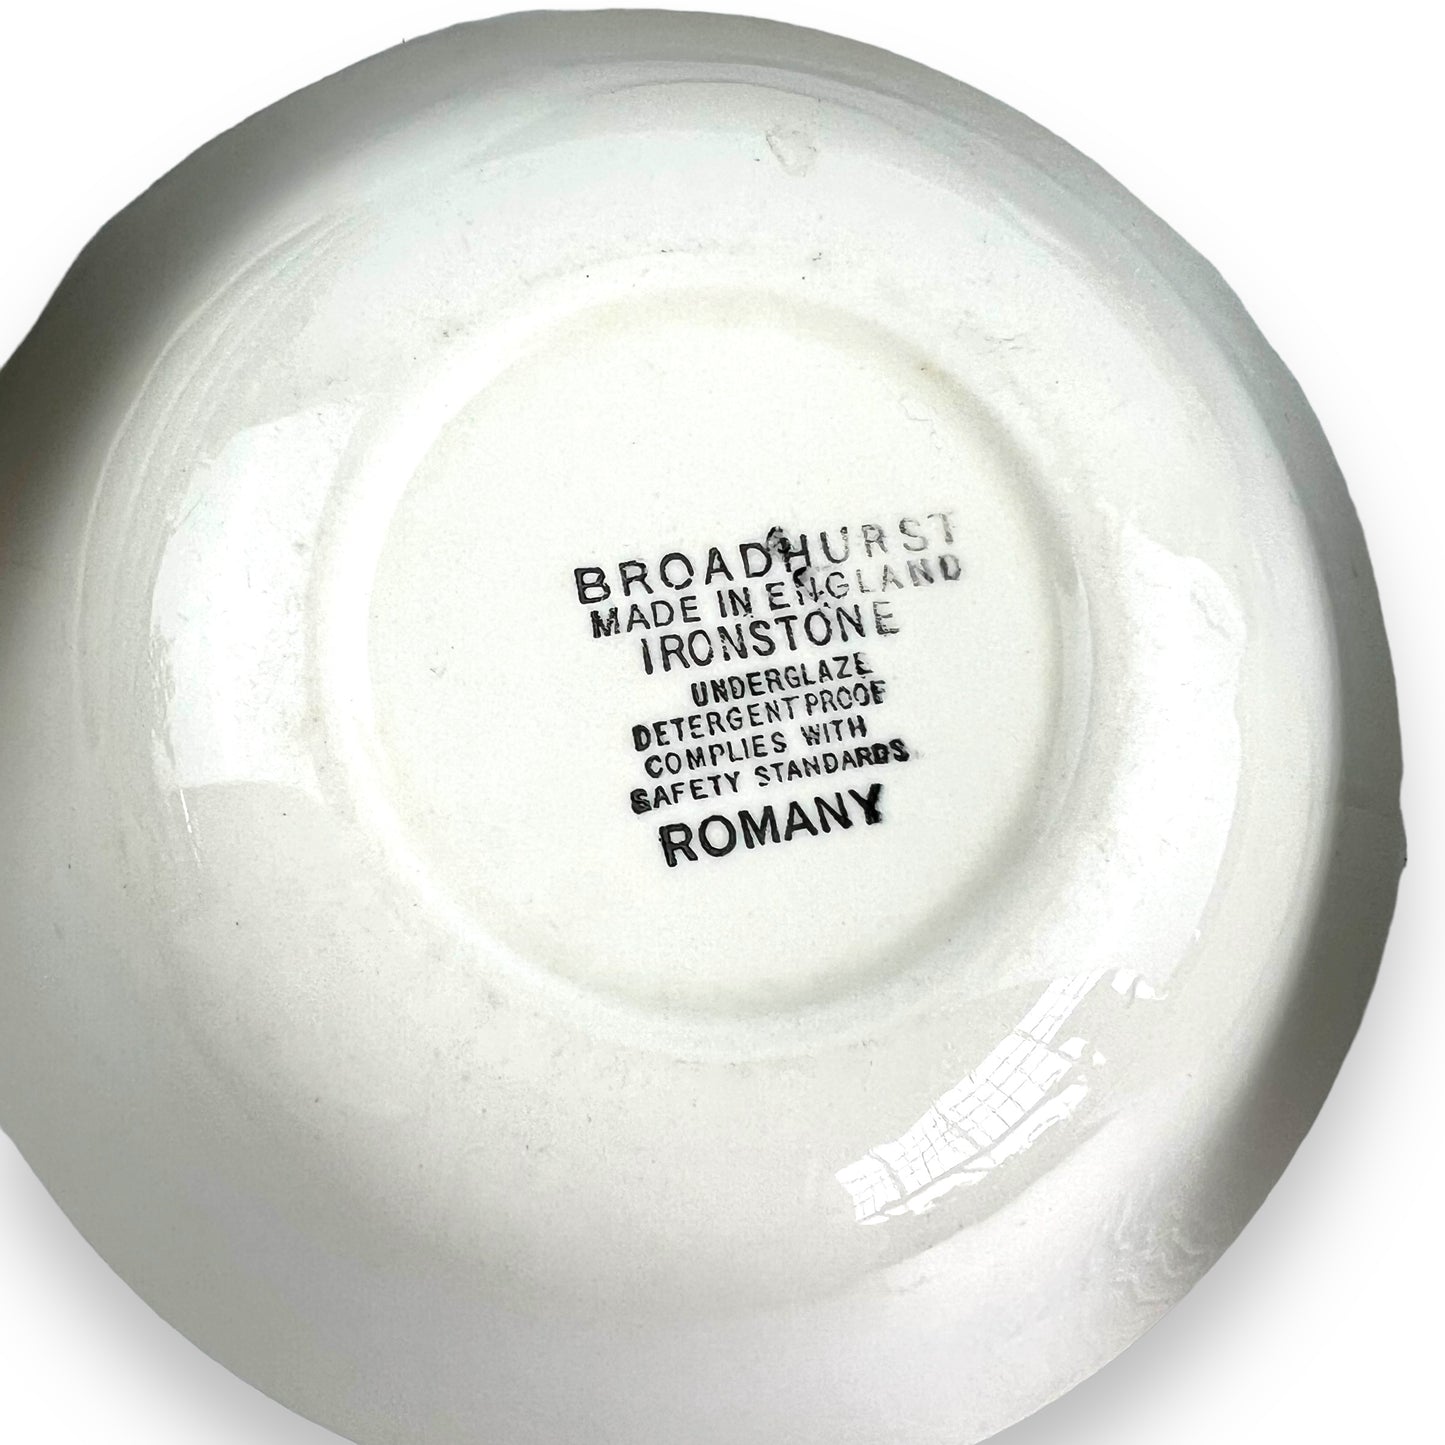 BROADHURST
MADE IN ENGLAND
IRONSTONE
UNDERGLAZE
DETERGENT PROOF
COMPLIES WITH
SAFETY STANDARDS
ROMANY